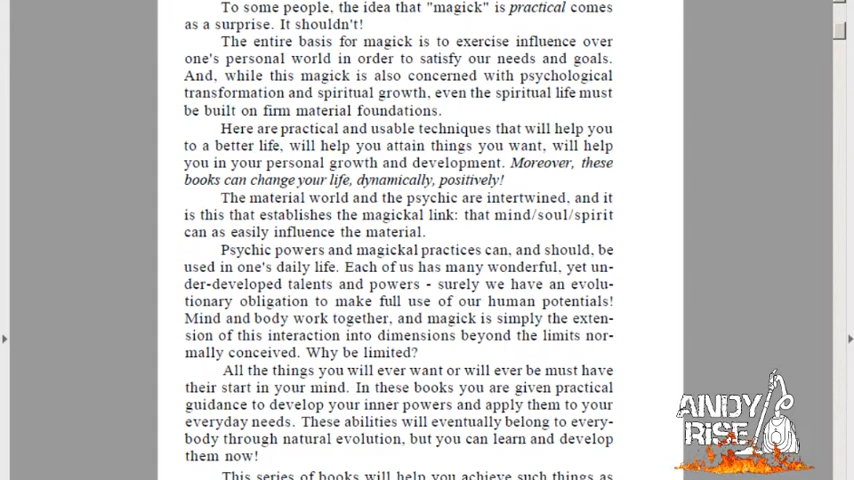 To some people, the idea that "magick" is practical comes
as a surprise. It shouldn't!
The entire basis for magick is to exercise influence over
one's personal world in order to satisfy our needs and goals.
And, while this magick is also concerned with psychological
transformation and spiritual growth, even the spiritual life must
be built on firm material foundations.
Here are practical and usable techniques that will help you
to a better life, will help you attain things you want, will help
you in your personal growth and development. Moreover, these
books can change your life, dynamically, positively!
The material world and the psychic are intertwined, and it
is this that establishes the magickal link: that mind/soul/spirit
can as easily influence the material.
Psychic powers and magickal practices can, and should, be
used in one's daily life. Each of us has many wonderful, yet un-
der-developed talents and powers - surely we have an evolu-
tionary obligation to make full use of our human potentials!
Mind and body work together, and magick is simply the exten-
sion of this interaction into dimensions beyond the limits nor-
mally conceived. Why be limited?
All the things you will ever want or will ever be must have
their start in your mind. In these books you are given practical
guidance to develop your inner powers and apply them to your
everyday needs. These abilities will eventually belong to every-
body through natural evolution, but you can learn and develop
them now!
This series of books will help you achieve such things as
ANDY
RISE